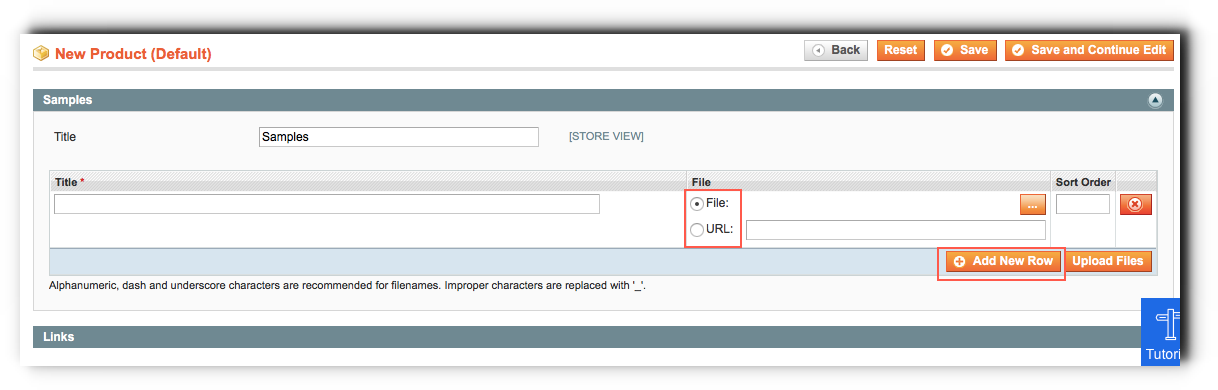 New Product (Default) Back Reset Save Save and Continue Edit
Samples
Title Samples [STORE VIEW]
Title * File Sort Order
File: ...
URL:
Add New Row Upload Files
Alphanumeric, dash and underscore characters are recommended for filenames. Improper characters are replaced with '_'.
Links
Tutori